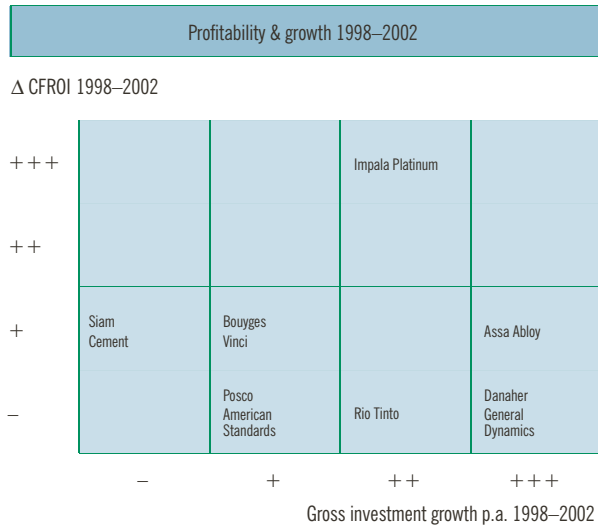 Profitability & growth 1998–2002
Δ CFROI 1998–2002
+++
Impala Platinum
++
+
Siam
Cement
Bouyges
Vinci
Assa Abloy
–
Posco
American
Standards
Rio Tinto
Danaher
General
Dynamics
– + ++ +++
Gross investment growth p.a. 1998–2002